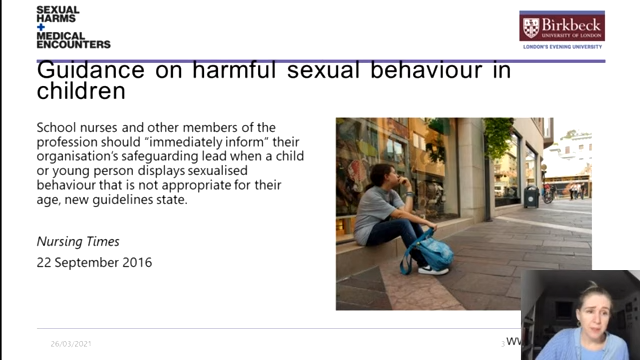 SEXUAL
HARMS
+
MEDICAL
ENCOUNTERS
Birkbeck
UNIVERSITY OF LONDON
LONDON'S EVENING UNIVERSITY
Guidance on harmful sexual behaviour in
children
School nurses and other members of the
profession should "immediately inform" their
organisation's safeguarding lead when a child
or young person displays sexualised
behaviour that is not appropriate for their
age, new guidelines state.
Nursing Times
22 September 2016
26/03/2021
3